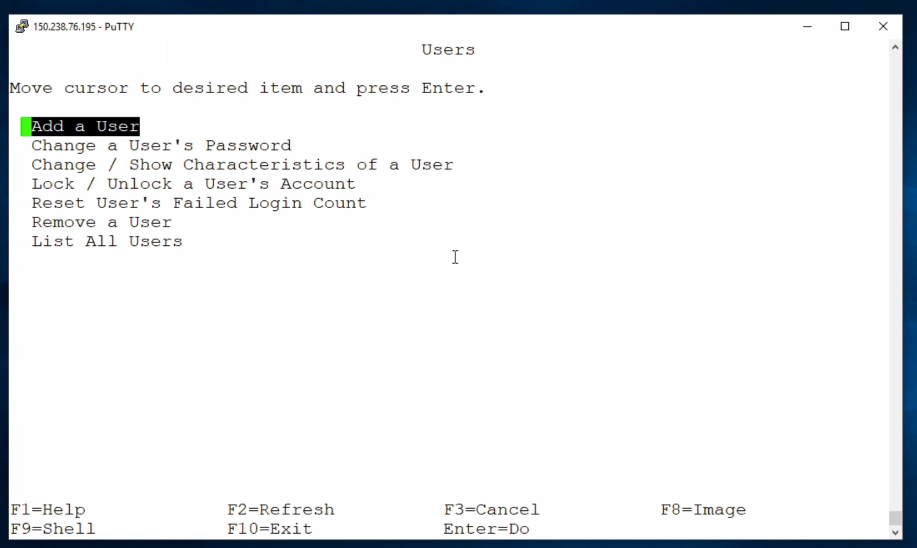 150.238.76.195 - PuTTY
Users
Move cursor to desired item and press Enter.
Add a User
Change a User's Password
Change / Show Characteristics of a User
Lock / Unlock a User's Account
Reset User's Failed Login Count
Remove a User
List All Users
F1=Help F2=Refresh F3=Cancel F8=Image
F9=Shell F10=Exit Enter=Do